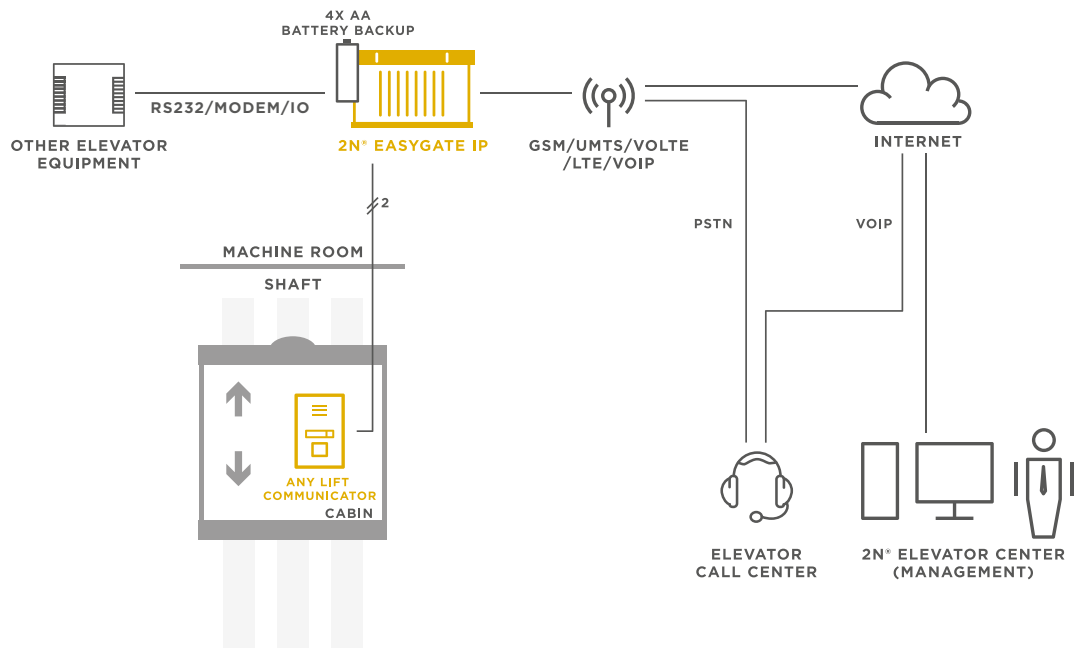 4X AA
BATTERY BACKUP
RS232/MODEM/IO
OTHER ELEVATOR
EQUIPMENT
2N® EASYGATE IP
GSM/UMTS/VOLTE
/LTE/VOIP
INTERNET
2
PSTN
VOIP
MACHINE ROOM
SHAFT
ANY LIFT
COMMUNICATOR
CABIN
ELEVATOR
CALL CENTER
2N® ELEVATOR CENTER
(MANAGEMENT)